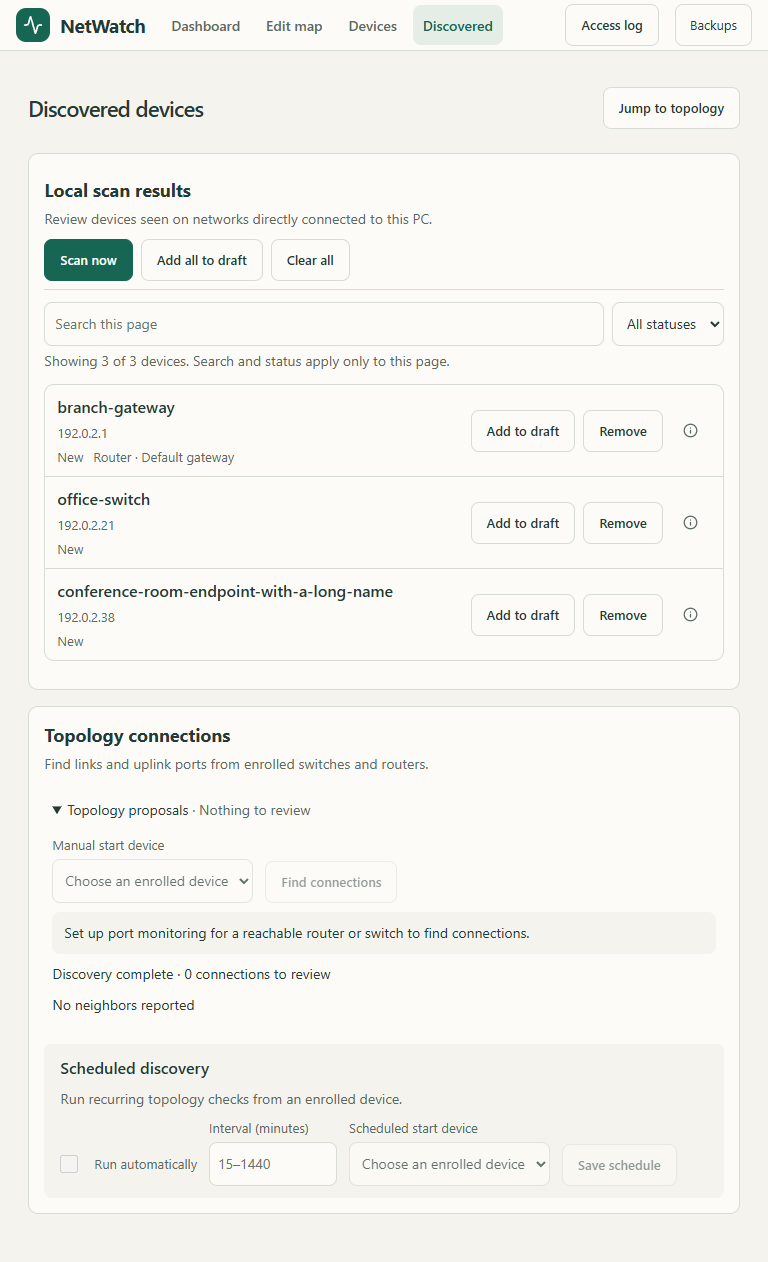 NetWatch Dashboard Edit map Devices Discovered Access log Backups
Discovered devices Jump to topology
Local scan results
Review devices seen on networks directly connected to this PC.
Scan now Add all to draft Clear all
Search this page All statuses
Showing 3 of 3 devices. Search and status apply only to this page.
branch-gateway
192.0.2.1
New Router · Default gateway
Add to draft Remove
office-switch
192.0.2.21
New
Add to draft Remove
conference-room-endpoint-with-a-long-name
192.0.2.38
New
Add to draft Remove
Topology connections
Find links and uplink ports from enrolled switches and routers.
Topology proposals · Nothing to review
Manual start device
Choose an enrolled device Find connections
Set up port monitoring for a reachable router or switch to find connections.
Discovery complete · 0 connections to review
No neighbors reported
Scheduled discovery
Run recurring topology checks from an enrolled device.
Interval (minutes) Scheduled start device
Run automatically 15–1440 Choose an enrolled device Save schedule